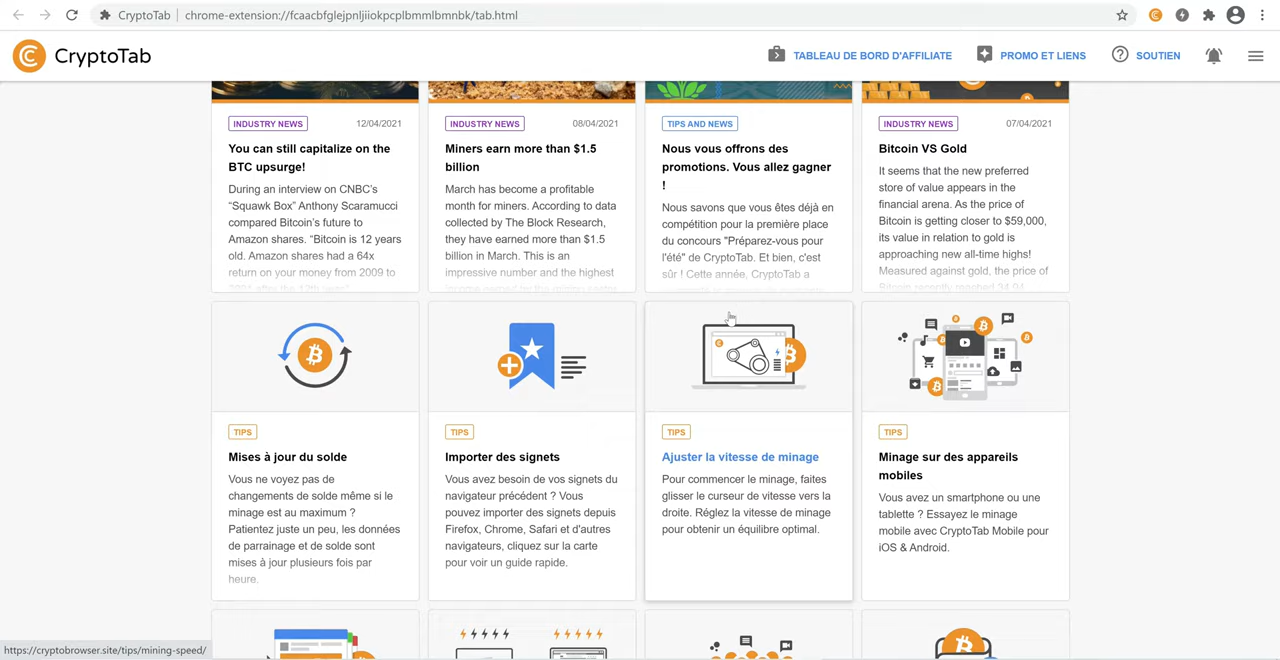 CryptoTab
chrome-extension://fcaacbfglejpnljiiokpcplbmmlbmnbk/tab.html
CryptoTab
TABLEAU DE BORD D'AFFILIATE
PROMO ET LIENS
SOUTIEN
INDUSTRY NEWS
12/04/2021
You can still capitalize on the
BTC upsurge!
During an interview on CNBC's
“Squawk Box” Anthony Scaramucci
compared Bitcoin's future to
Amazon shares. “Bitcoin is 12 years
old. Amazon shares had a 64x
return on your money from 2009 to
2021 after the 12th year”
INDUSTRY NEWS
08/04/2021
Miners earn more than $1.5
billion
March has become a profitable
month for miners. According to data
collected by The Block Research,
they have earned more than $1.5
billion in March. This is an
impressive number and the highest
income earned by the mining
TIPS AND NEWS
Nous vous offrons des
promotions. Vous allez gagner
!
Nous savons que vous êtes déjà en
compétition pour la première place
du concours "Préparez-vous pour
l'été" de CryptoTab. Et bien, c'est
sûr ! Cette année, CryptoTab a
INDUSTRY NEWS
07/04/2021
Bitcoin VS Gold
It seems that the new preferred
store of value appears in the
financial arena. As the price of
Bitcoin is getting closer to $59,000,
its value in relation to gold is
approaching new all-time highs!
Measured against gold, the price of
Bitcoin recently reached 34.94
TIPS
Mises à jour du solde
Vous ne voyez pas de
changements de solde même si le
minage est au maximum ?
Patientez juste un peu, les données
de parrainage et de solde sont
mises à jour plusieurs fois par
heure.
TIPS
Importer des signets
Vous avez besoin de vos signets du
navigateur précédent ? Vous
pouvez importer des signets depuis
Firefox, Chrome, Safari et d'autres
navigateurs, cliquez sur la carte
pour voir un guide rapide.
TIPS
Ajuster la vitesse de minage
Pour commencer le minage, faites
glisser le curseur de vitesse vers la
droite. Réglez la vitesse de minage
pour obtenir un équilibre optimal.
TIPS
Minage sur des appareils
mobiles
Vous avez un smartphone ou une
tablette ? Essayez le minage
mobile avec CryptoTab Mobile pour
iOS & Android.
https://cryptobrowser.site/tips/mining-speed/